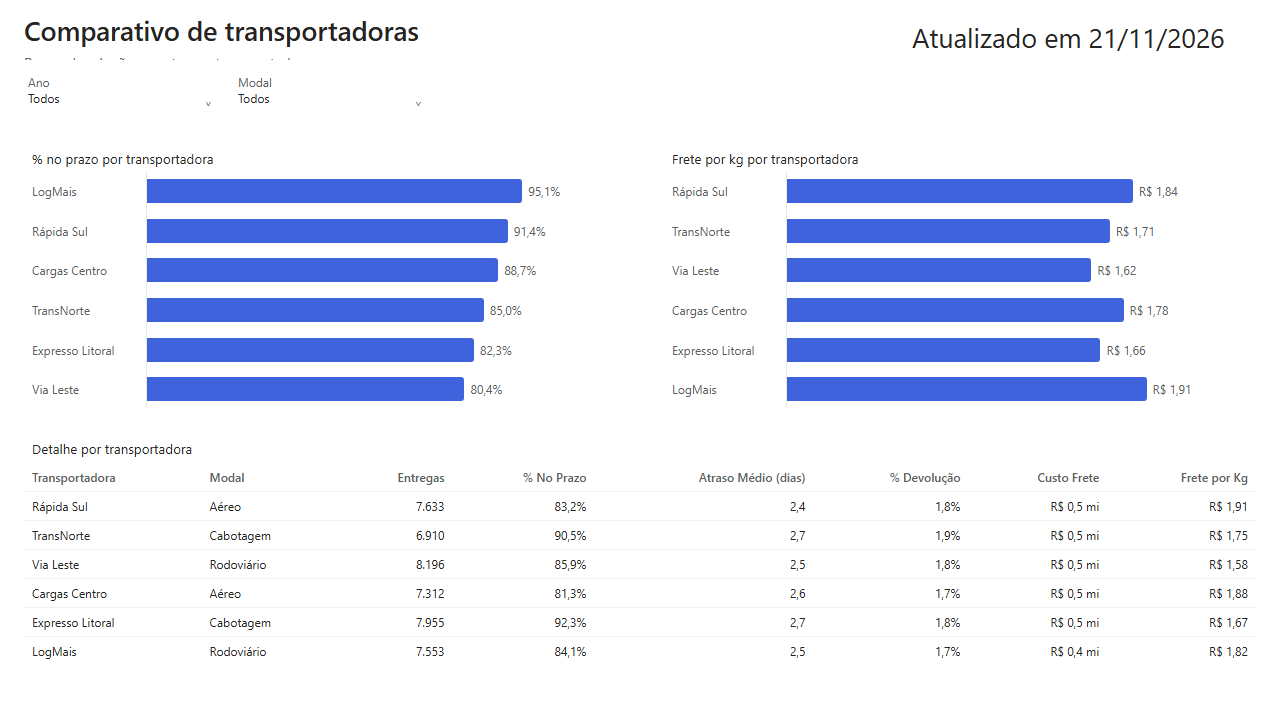 Comparativo de transportadoras
Atualizado em 21/11/2026
Ano
Todos
Modal
Todos
% no prazo por transportadora
LogMais 95,1%
Rápida Sul 91,4%
Cargas Centro 88,7%
TransNorte 85,0%
Expresso Litoral 82,3%
Via Leste 80,4%
Frete por kg por transportadora
Rápida Sul R$ 1,84
TransNorte R$ 1,71
Via Leste R$ 1,62
Cargas Centro R$ 1,78
Expresso Litoral R$ 1,66
LogMais R$ 1,91
Detalhe por transportadora
Transportadora Modal Entregas % No Prazo Atraso Médio (dias) % Devolução Custo Frete Frete por Kg
Rápida Sul Aéreo 7.633 83,2% 2,4 1,8% R$ 0,5 mi R$ 1,91
TransNorte Cabotagem 6.910 90,5% 2,7 1,9% R$ 0,5 mi R$ 1,75
Via Leste Rodoviário 8.196 85,9% 2,5 1,8% R$ 0,5 mi R$ 1,58
Cargas Centro Aéreo 7.312 81,3% 2,6 1,7% R$ 0,5 mi R$ 1,88
Expresso Litoral Cabotagem 7.955 92,3% 2,7 1,8% R$ 0,5 mi R$ 1,67
LogMais Rodoviário 7.553 84,1% 2,5 1,7% R$ 0,4 mi R$ 1,82